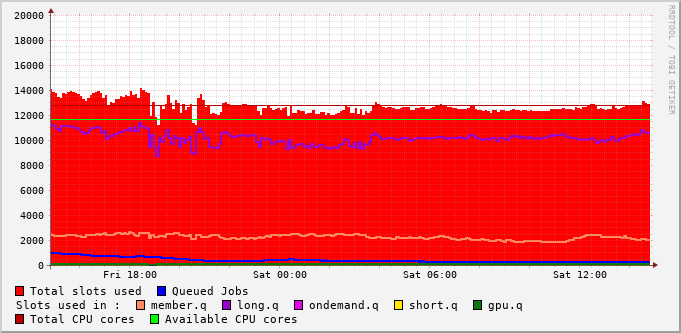 RRDTOOL / TOBI OETIKER
20000
18000
16000
14000
12000
10000
8000
6000
4000
2000
0
Fri 18:00 Sat 00:00 Sat 06:00 Sat 12:00
Total slots used Queued Jobs
Slots used in : member.q long.q ondemand.q short.q gpu.q
Total CPU cores Available CPU cores